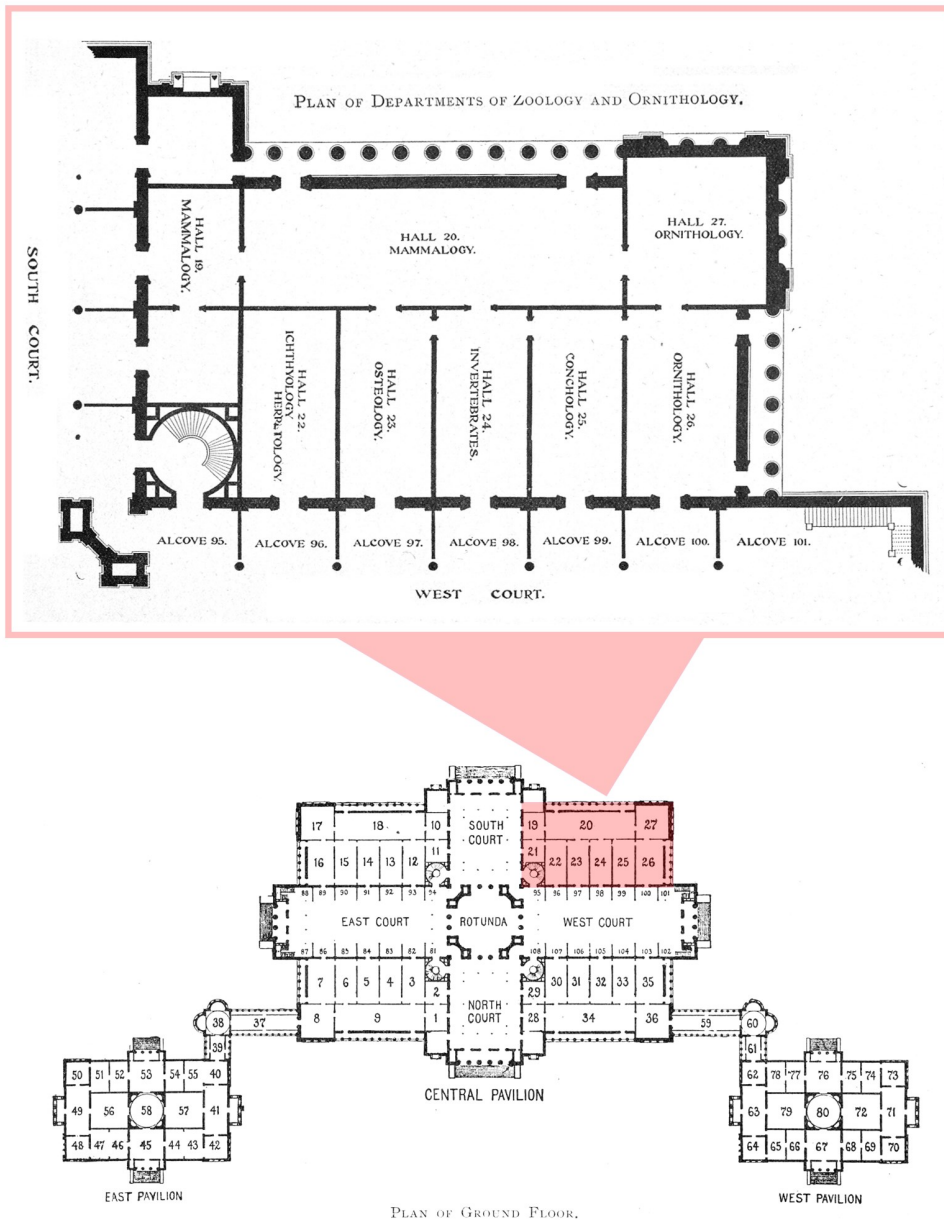 PLAN OF DEPARTMENTS OF ZOOLOGY AND ORNITHOLOGY.
HALL 19.
MAMMALOGY.
HALL 20.
MAMMALOGY.
HALL 27.
ORNITHOLOGY.
SOUTH COURT.
HALL 22.
ICHTHYOLOGY
HERPETOLOGY
HALL 23.
OSTEOLOGY.
HALL 24.
INVERTEBRATES.
HALL 25.
CONCHOLOGY.
HALL 26.
ORNITHOLOGY.
ALCOVE 95.
ALCOVE 96.
ALCOVE 97.
ALCOVE 98.
ALCOVE 99.
ALCOVE 100.
ALCOVE 101.
WEST COURT.
17 18 10 SOUTH COURT 19 20 27
16 15 14 13 12 11 21 22 23 24 25 26
88 89 90 91 92 93 94 95 96 97 98 99 100 101
EAST COURT ROTUNDA WEST COURT
87 86 85 84 83 82 81 108 107 106 105 104 103 102
7 6 5 4 3 2 29 30 31 32 33 35
8 9 1 NORTH COURT 28 34 36
38 37 59 60
39 61
CENTRAL PAVILION
50 51 52 53 54 55 40
49 56 58 57 41
48 47 46 45 44 43 42
EAST PAVILION
62 78 77 76 75 74 73
63 79 80 72 71
64 65 66 67 68 69 70
WEST PAVILION
PLAN OF GROUND FLOOR.